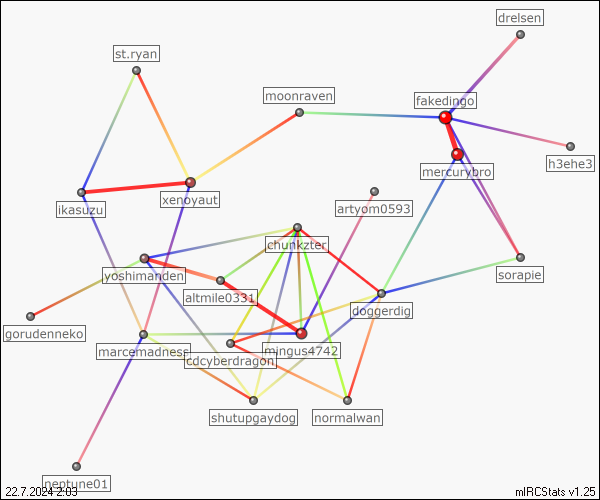 drelsen
st.ryan
moonraven
fakedingo
h3ehe3
mercurybro
xenoyaut
ikasuzu
artyom0593
chunkzter
sorapie
yoshimanden
altmile0331
doggerdig
gorudenneko
marcemadness
mingus4742
cdcyberdragon
shutupgaydog
normalwan
neptune01
22.7.2024 2:03
mIRCStats v1.25